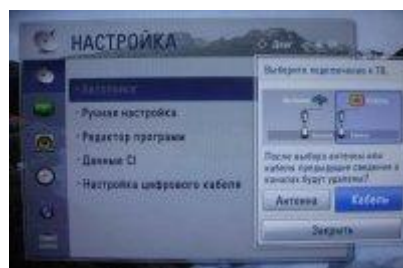 НАСТРОЙКА
Автопоиск
Ручная настройка
Редактор программ
Данные CI
Настройка цифрового кабеля
Выберите подключение к ТВ.
После выбора антенны или
кабеля предыдущие сведения о
каналах будут удалены?
Антенна
Кабель
Закрыть